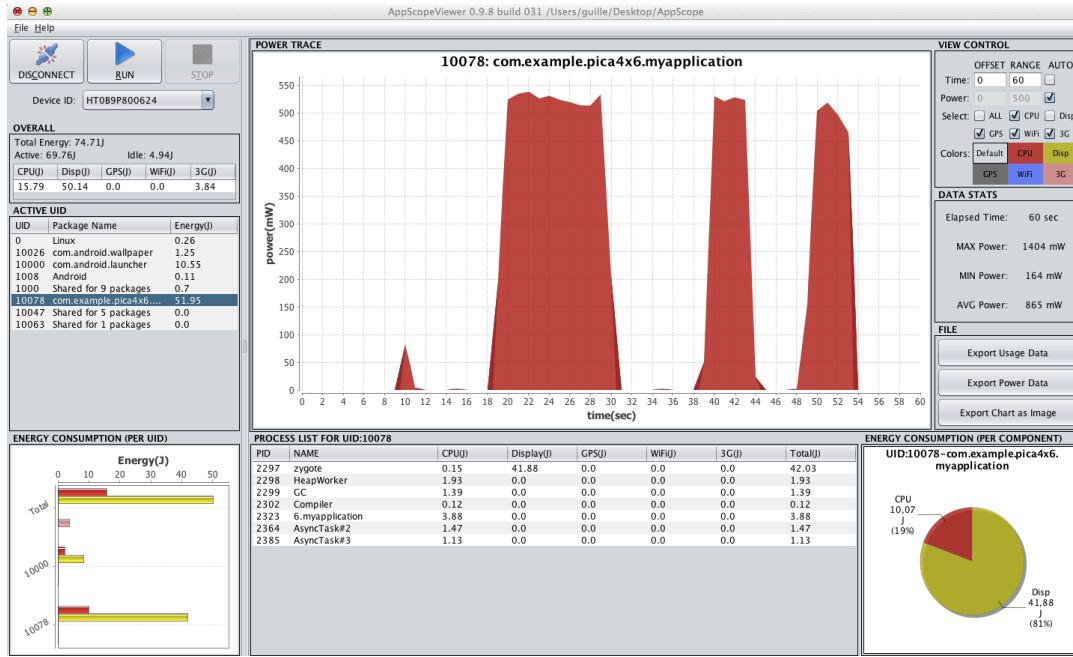 AppScopeViewer 0.9.8 build 031 /Users/guille/Desktop/AppScope
File Help
DISCONNECT RUN STOP
Device ID: HT0B9P800624
OVERALL
Total Energy: 74.71J
Active: 69.76J Idle: 4.94J
CPU(J) Disp(J) GPS(J) WiFi(J) 3G(J)
15.79 50.14 0.0 0.0 3.84
ACTIVE UID
UID Package Name Energy(J)
0 Linux 0.26
10026 com.android.wallpaper 1.25
10000 com.android.launcher 10.55
1008 Android 0.11
1000 Shared for 9 packages 0.7
10078 com.example.pica4x6.... 51.95
10047 Shared for 5 packages 0.0
10063 Shared for 1 packages 0.0
POWER TRACE
10078: com.example.pica4x6.myapplication
550
500
450
400
350
300
250
200
150
100
50
0
power(mW)
0 2 4 6 8 10 12 14 16 18 20 22 24 26 28 30 32 34 36 38 40 42 44 46 48 50 52 54 56 58 60
time(sec)
VIEW CONTROL
OFFSET RANGE AUTO
Time: 0 60
Power: 0 500
Select: ALL CPU Disp
GPS WiFi 3G
Colors: Default CPU Disp
GPS WiFi 3G
DATA STATS
Elapsed Time: 60 sec
MAX Power: 1404 mW
MIN Power: 164 mW
AVG Power: 865 mW
FILE
Export Usage Data
Export Power Data
Export Chart as Image
ENERGY CONSUMPTION (PER UID)
Energy(J)
0 10 20 30 40 50
Total
10000
10078
PROCESS LIST FOR UID:10078
PID NAME CPU(J) Display(J) GPS(J) WiFi(J) 3G(J) Total(J)
2297 zygote 0.15 41.88 0.0 0.0 0.0 42.03
2298 HeapWorker 1.93 0.0 0.0 0.0 0.0 1.93
2299 GC 1.39 0.0 0.0 0.0 0.0 1.39
2302 Compiler 0.12 0.0 0.0 0.0 0.0 0.12
2323 6.myapplication 3.88 0.0 0.0 0.0 0.0 3.88
2364 AsyncTask#2 1.47 0.0 0.0 0.0 0.0 1.47
2385 AsyncTask#3 1.13 0.0 0.0 0.0 0.0 1.13
ENERGY CONSUMPTION (PER COMPONENT)
UID:10078-com.example.pica4x6.
myapplication
CPU
10,07
J
(19%)
Disp
41,88
J
(81%)